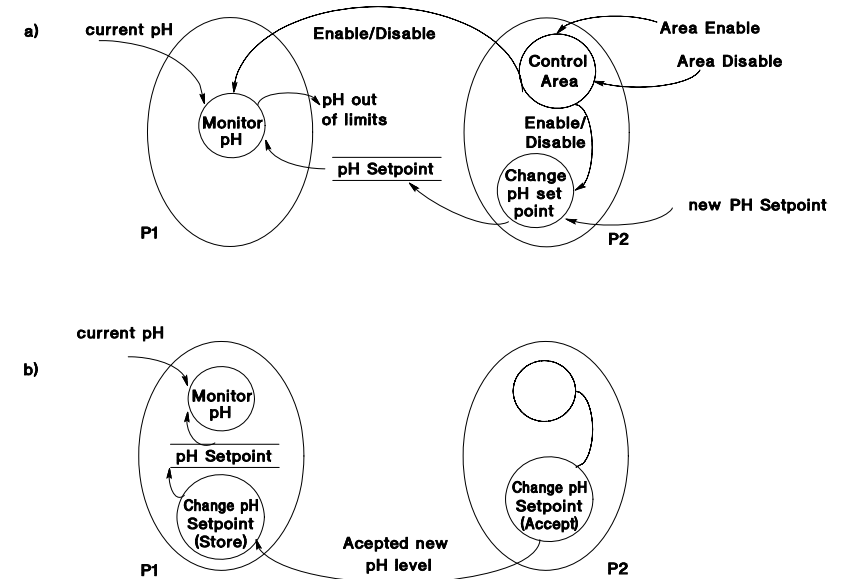 a)
current pH
Enable/Disable
Area Enable
Area Disable
Control
Area
Monitor
pH
pH out
of limits
Enable/
Disable
pH Setpoint
Change
pH set
point
new PH Setpoint
P1
P2
b)
current pH
Monitor
pH
pH Setpoint
Change pH
Setpoint
(Store)
Change pH
Setpoint
(Accept)
Acepted new
pH level
P1
P2